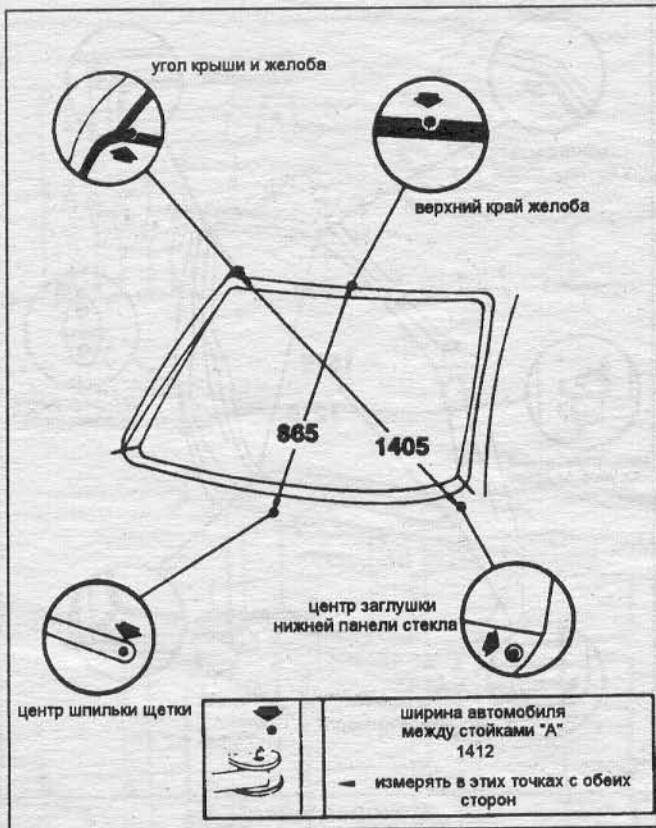 угол крыши и желоба
верхний край желоба
865
1405
центр заглушки
нижней панели стекла
центр шпильки щетки
ширина автомобиля
между стойками "А"
1412
измерять в этих точках с обеих
сторон